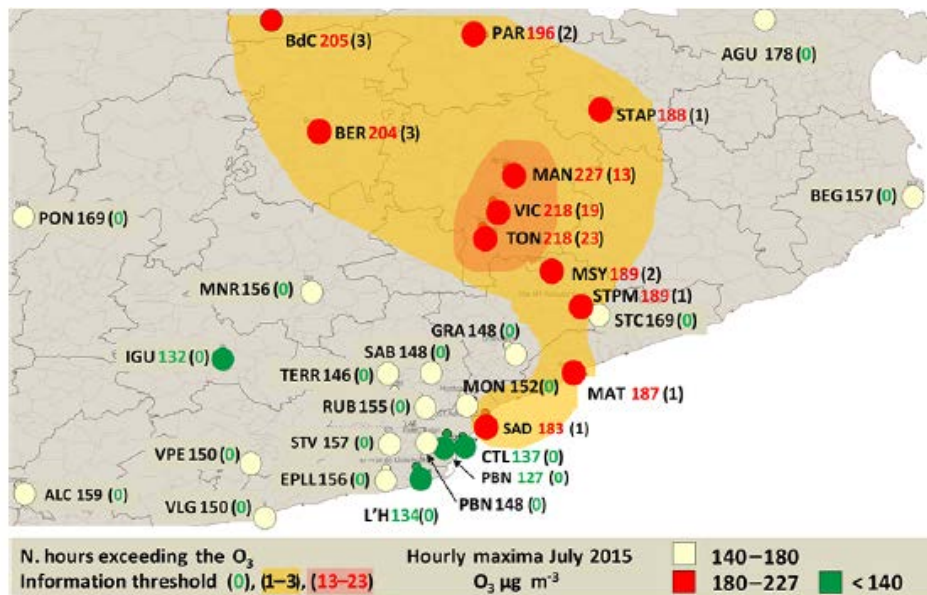 BdC 205 (3)
PAR 196 (2)
AGU 178 (0)
STAP 188 (1)
BER 204 (3)
MAN 227 (13)
BEG 157 (0)
VIC 218 (19)
PON 169 (0)
TON 218 (23)
MSY 189 (2)
MNR 156 (0)
STPM 189 (1)
STC 169 (0)
GRA 148 (0)
SAB 148 (0)
IGU 132 (0)
TERR 146 (0)
MON 152 (0)
MAT 187 (1)
RUB 155 (0)
SAD 183 (1)
STV 157 (0)
CTL 137 (0)
VPE 150 (0)
PBN 127 (0)
EPLL 156 (0)
ALC 159 (0)
PBN 148 (0)
VLG 150 (0)
L'H 134 (0)
N. hours exceeding the O3 Hourly maxima July 2015 140–180
Information threshold (0), (1–3), (13–23) O3 µg m-3 180–227 < 140